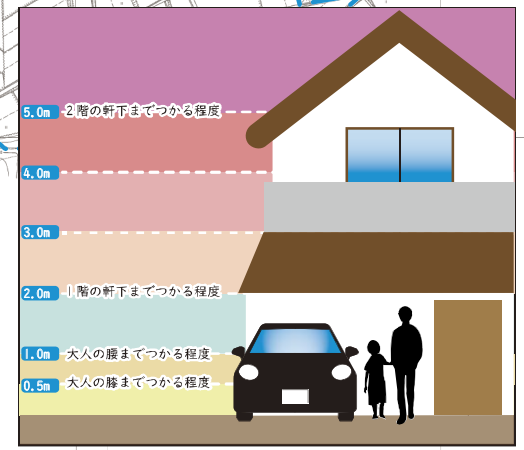 5.0m 2階の軒下までつかる程度
4.0m
3.0m
2.0m 1階の軒下までつかる程度
1.0m 大人の腰までつかる程度
0.5m 大人の膝までつかる程度